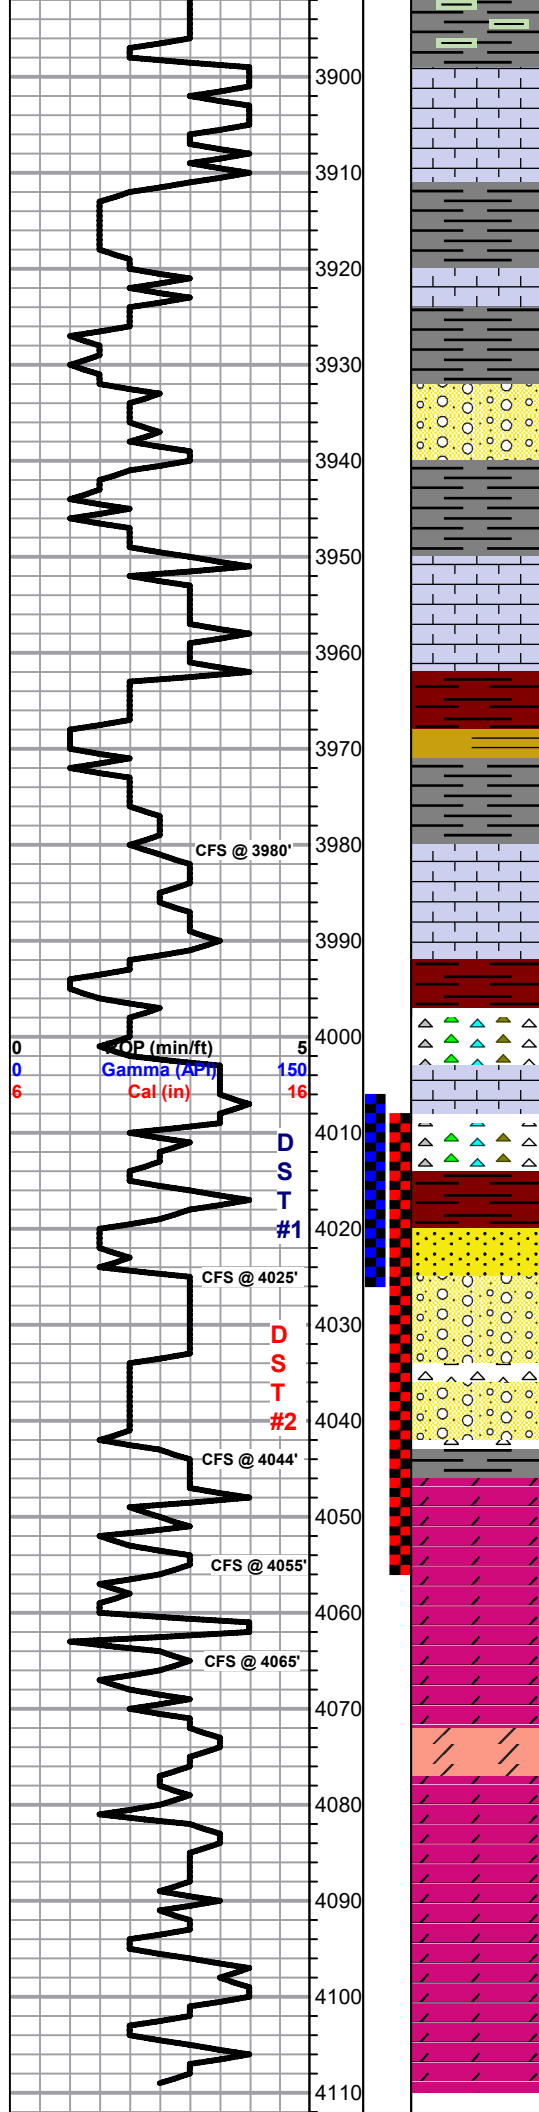 3900
3910
3920
3930
3940
3950
3960
3970
CFS @ 3980'
3980
3990
4000
0 ROP (min/ft) 5
0 Gamma (API) 150
6 Cal (in) 16
4010
D
S
T
#1
4020
CFS @ 4025'
4030
D
S
T
#2
4040
CFS @ 4044'
4050
CFS @ 4055'
4060
CFS @ 4065'
4070
4080
4090
4100
4110